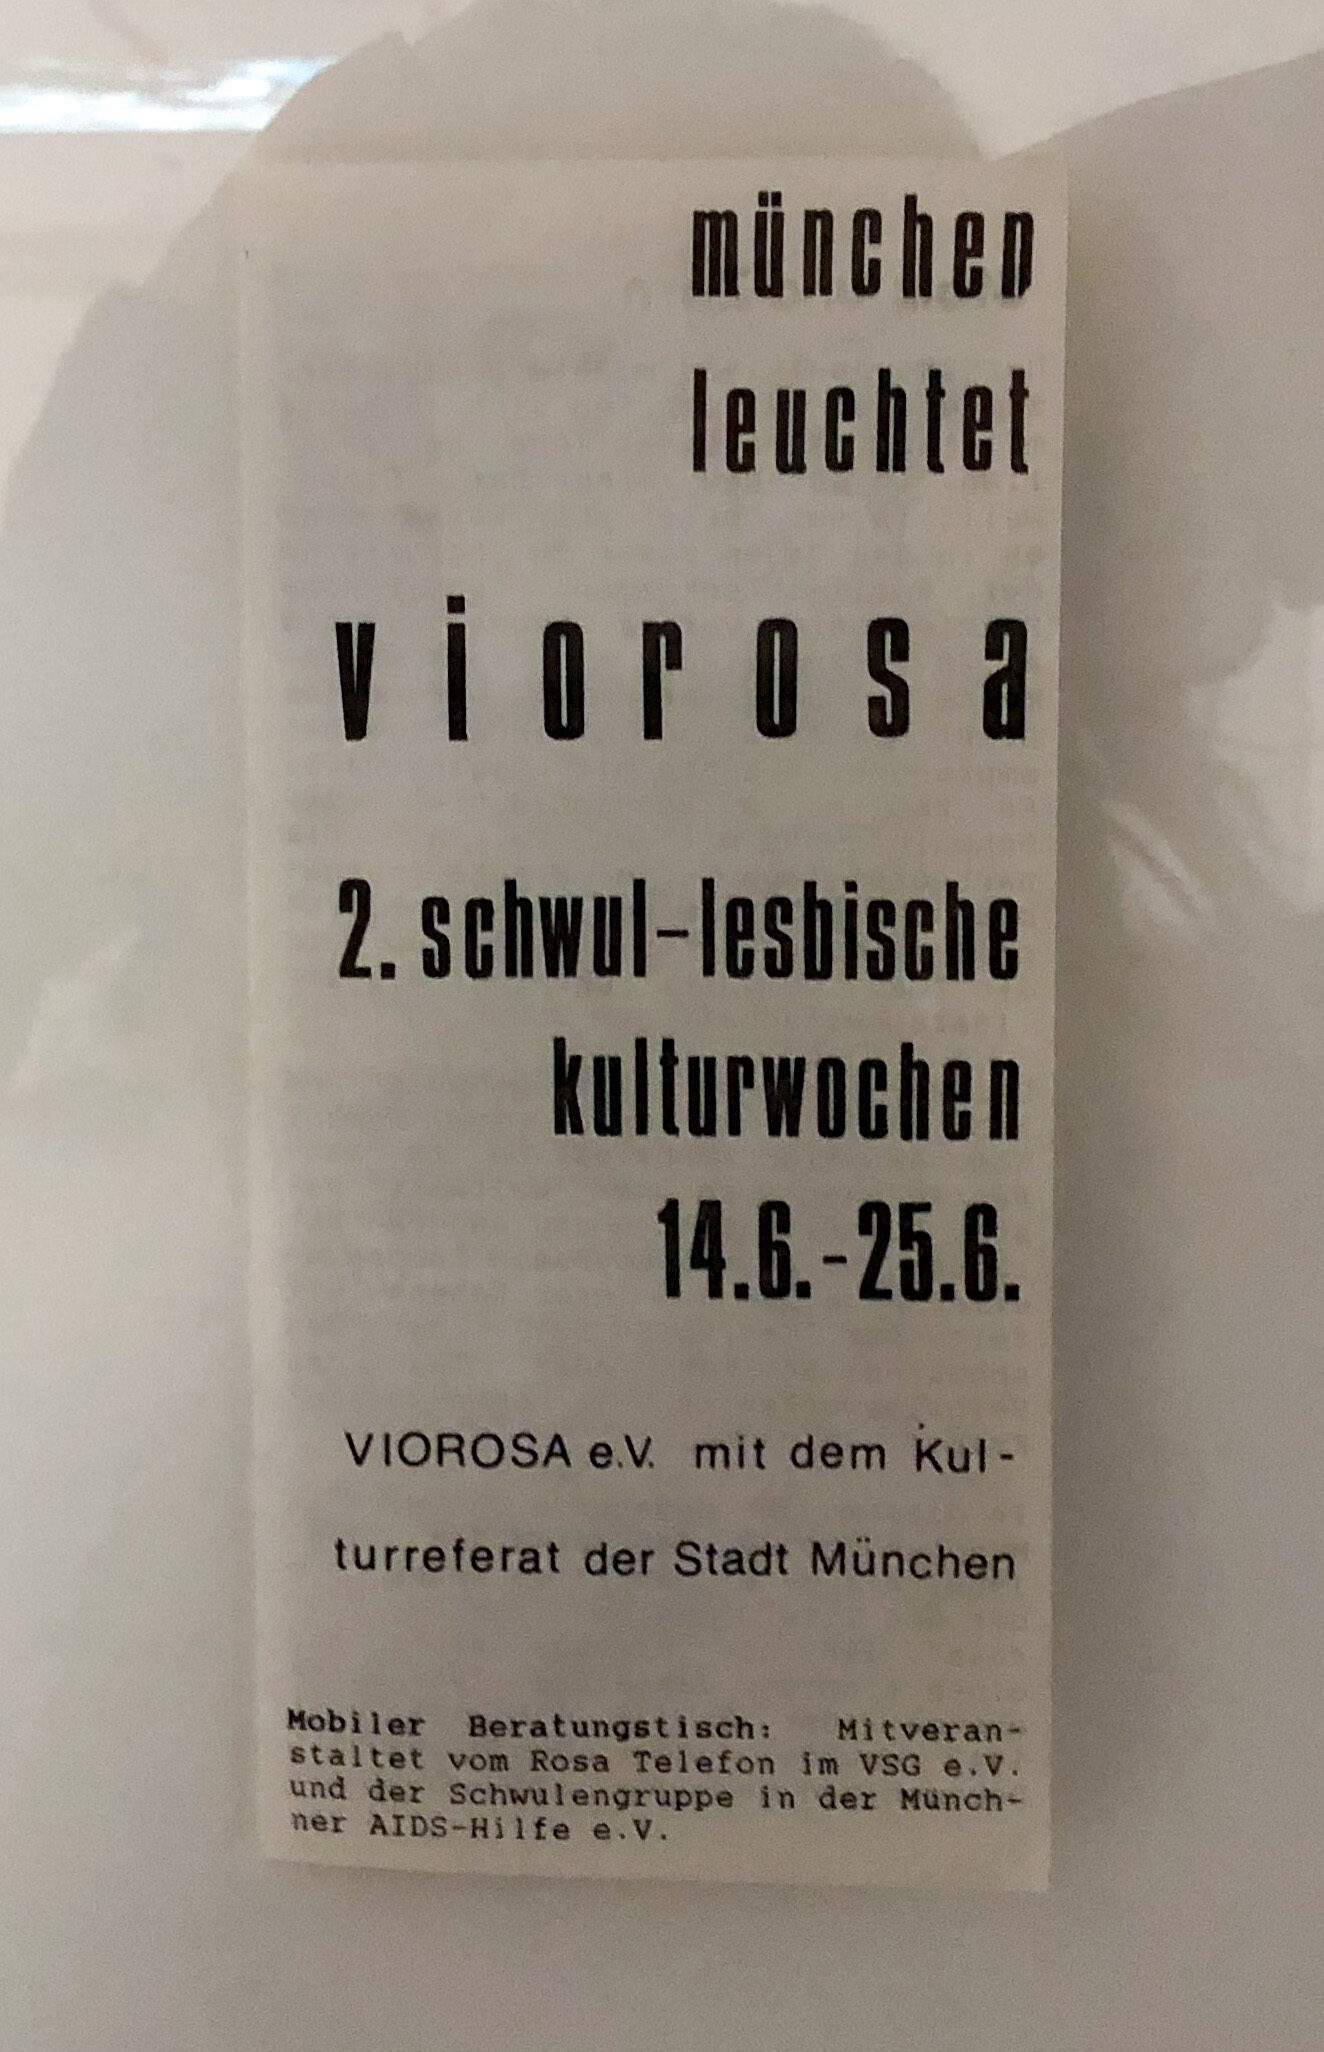 münchen
leuchtet
viorosa
2. schwul-lesbische
kulturwochen
14.6.-25.6.
VIOROSA e.V. mit dem Kul-
turreferat der Stadt München
Mobiler Beratungstisch: Mitveran-
staltet vom Rosa Telefon im VSG e.V.
und der Schwulengruppe in der Münch-
ner AIDS-Hilfe e.V.